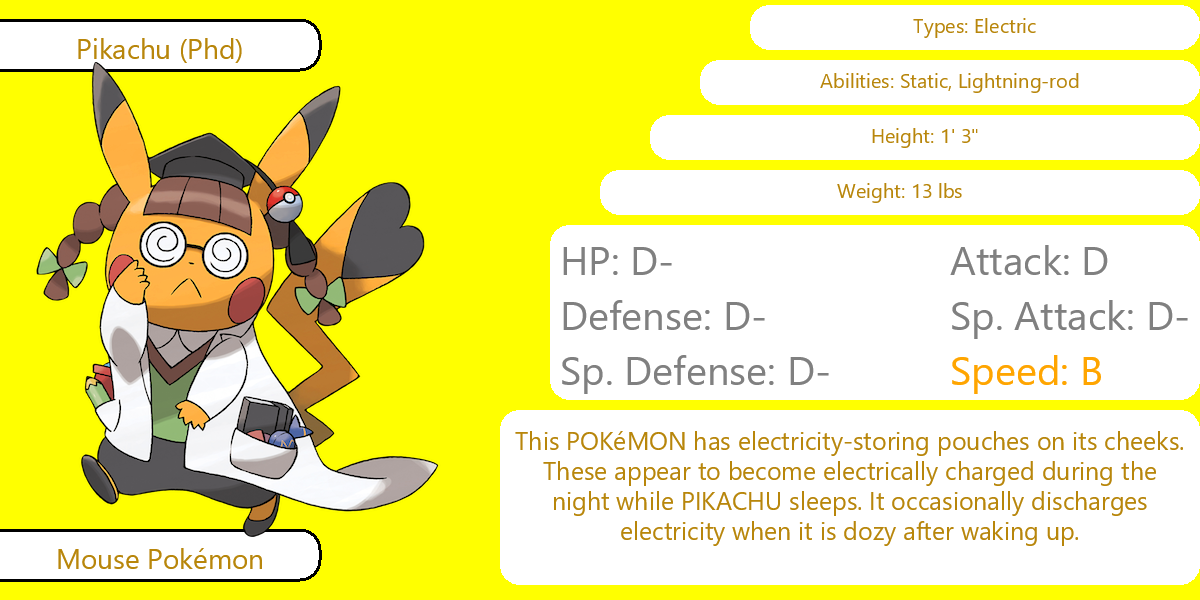 Pikachu (Phd)
Types: Electric
Abilities: Static, Lightning-rod
Height: 1' 3"
Weight: 13 lbs
HP: D-
Attack: D
Defense: D-
Sp. Attack: D-
Sp. Defense: D-
Speed: B
This POKéMON has electricity-storing pouches on its cheeks.
These appear to become electrically charged during the
night while PIKACHU sleeps. It occasionally discharges
electricity when it is dozy after waking up.
Mouse Pokémon